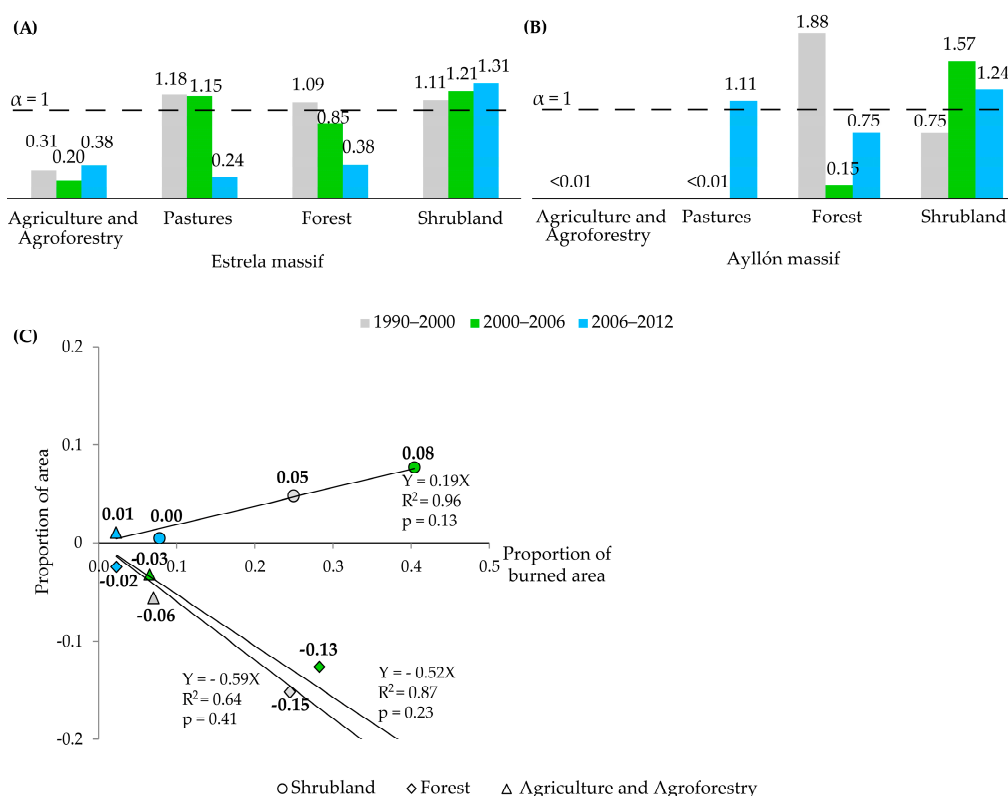 (A)
1.18
1.15
1.09
1.11
1.21
1.31
α = 1
0.31
0.20
0.38
0.24
0.85
0.38
Agriculture and
Agroforestry
Pastures
Forest
Shrubland
Estrela massif
(B)
1.88
1.57
1.24
α = 1
1.11
0.75
0.75
0.15
<0.01
<0.01
Agriculture and
Agroforestry
Pastures
Forest
Shrubland
Ayllón massif
1990–2000
2000–2006
2006–2012
(C)
Proportion of area
0.2
0.1
0
-0.1
-0.2
0.0
0.1
0.2
0.3
0.4
0.5
Proportion of
burned area
0.01
0.00
0.05
0.08
Y = 0.19X
R² = 0.96
p = 0.13
-0.02
-0.03
-0.06
-0.13
-0.15
Y = - 0.59X
R² = 0.64
p = 0.41
Y = - 0.52X
R² = 0.87
p = 0.23
Shrubland
Forest
Agriculture and Agroforestry